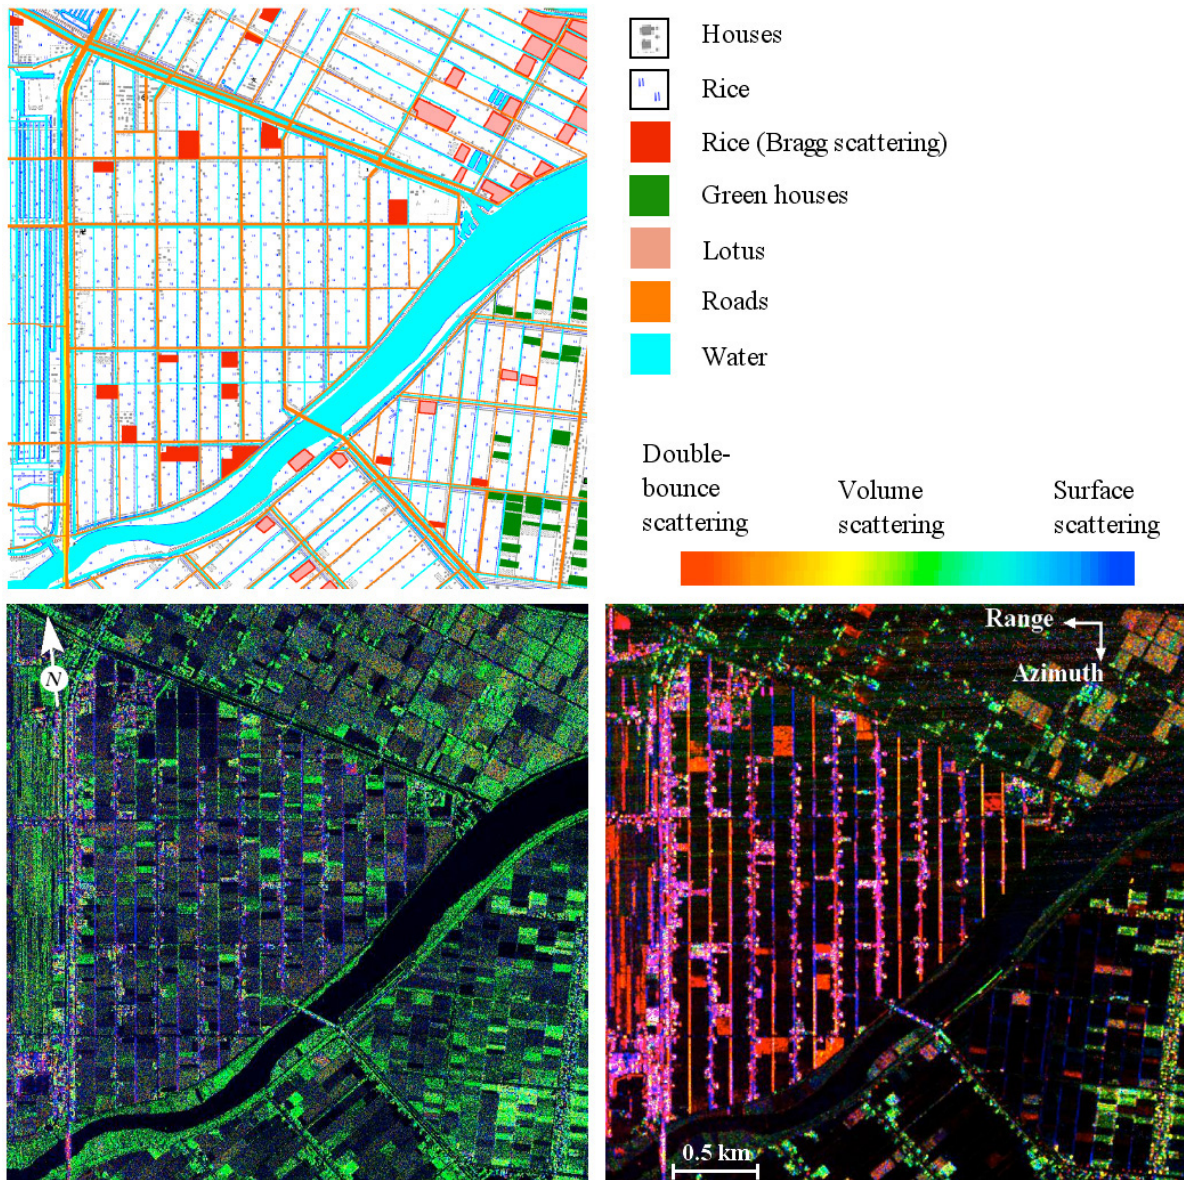 Houses
Rice
Rice (Bragg scattering)
Green houses
Lotus
Roads
Water
Double-
bounce
scattering
Volume
scattering
Surface
scattering
N
Range
Azimuth
0.5 km